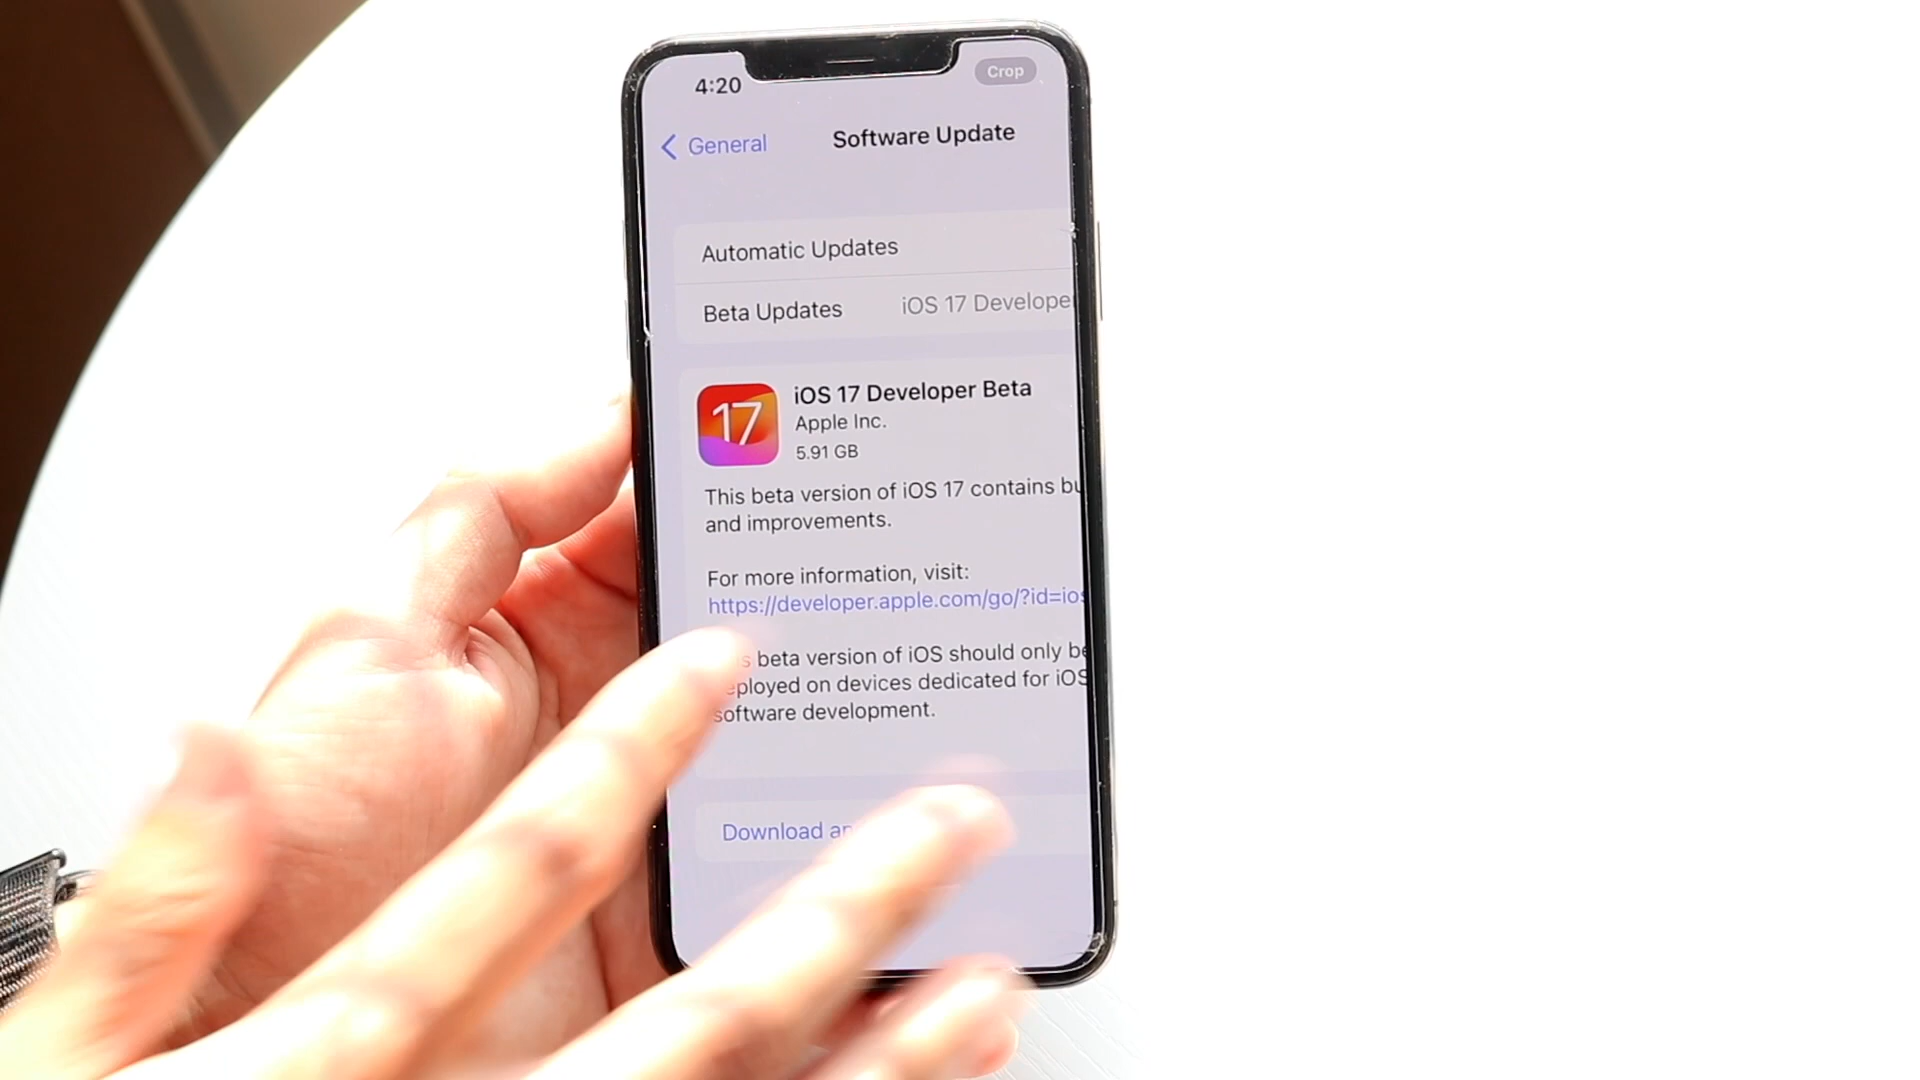 4:20
Crop
General
Software Update
Automatic Updates
Beta Updates iOS 17 Develope
17
iOS 17 Developer Beta
Apple Inc.
5.91 GB
This beta version of iOS 17 contains bu
and improvements.
For more information, visit:
https://developer.apple.com/go/?id=ios
s beta version of iOS should only be
eployed on devices dedicated for iOS
software development.
Download an